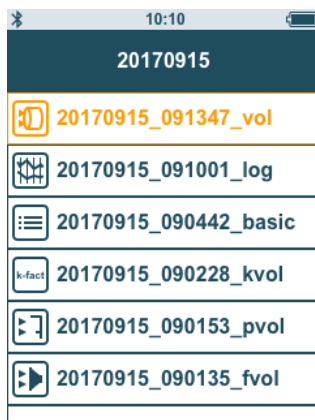 10:10
20170915
20170915_091347_vol
20170915_091001_log
20170915_090442_basic
k-fact 20170915_090228_kvol
20170915_090153_pvol
20170915_090135_fvol